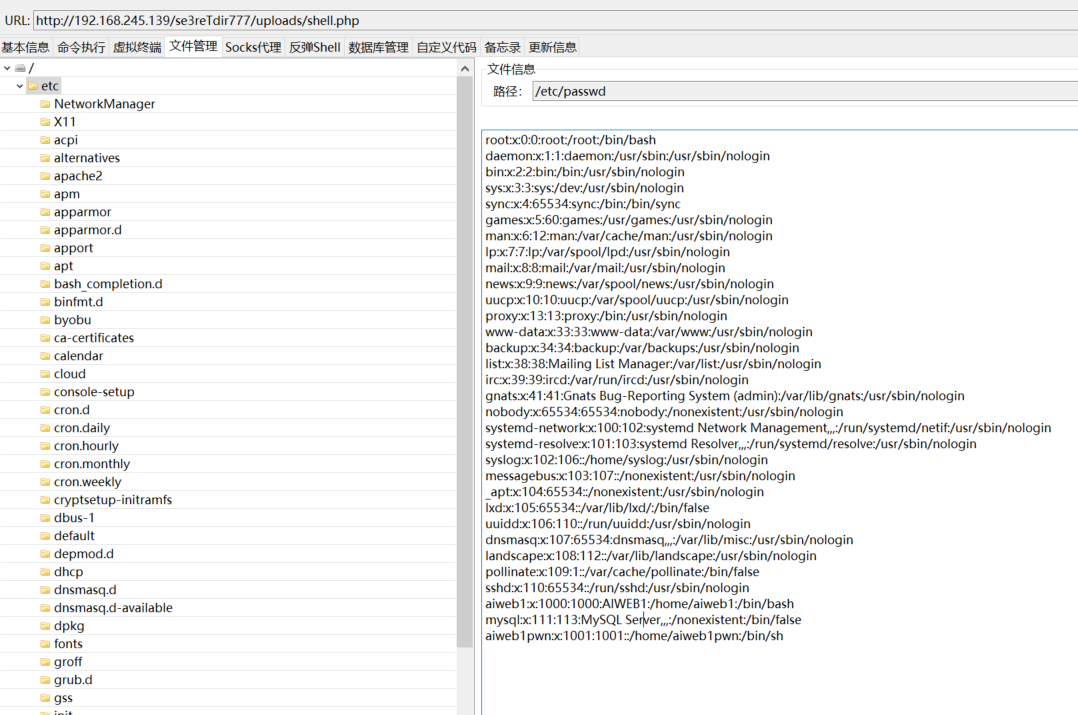 URL: http://192.168.245.139/se3reTdir777/uploads/shell.php
基本信息 命令执行 虚拟终端 文件管理 Socks代理 反弹Shell 数据库管理 自定义代码 备忘录 更新信息
/
etc
NetworkManager
X11
acpi
alternatives
apache2
apm
apparmor
apparmor.d
apport
apt
bash_completion.d
binfmt.d
byobu
ca-certificates
calendar
cloud
console-setup
cron.d
cron.daily
cron.hourly
cron.monthly
cron.weekly
cryptsetup-initramfs
dbus-1
default
depmod.d
dhcp
dnsmasq.d
dnsmasq.d-available
dpkg
fonts
groff
grub.d
gss
init
文件信息
路径: /etc/passwd
root:x:0:0:root:/root:/bin/bash
daemon:x:1:1:daemon:/usr/sbin:/usr/sbin/nologin
bin:x:2:2:bin:/bin:/usr/sbin/nologin
sys:x:3:3:sys:/dev:/usr/sbin/nologin
sync:x:4:65534:sync:/bin:/bin/sync
games:x:5:60:games:/usr/games:/usr/sbin/nologin
man:x:6:12:man:/var/cache/man:/usr/sbin/nologin
lp:x:7:7:lp:/var/spool/lpd:/usr/sbin/nologin
mail:x:8:8:mail:/var/mail:/usr/sbin/nologin
news:x:9:9:news:/var/spool/news:/usr/sbin/nologin
uucp:x:10:10:uucp:/var/spool/uucp:/usr/sbin/nologin
proxy:x:13:13:proxy:/bin:/usr/sbin/nologin
www-data:x:33:33:www-data:/var/www:/usr/sbin/nologin
backup:x:34:34:backup:/var/backups:/usr/sbin/nologin
list:x:38:38:Mailing List Manager:/var/list:/usr/sbin/nologin
irc:x:39:39:ircd:/var/run/ircd:/usr/sbin/nologin
gnats:x:41:41:Gnats Bug-Reporting System (admin):/var/lib/gnats:/usr/sbin/nologin
nobody:x:65534:65534:nobody:/nonexistent:/usr/sbin/nologin
systemd-network:x:100:102:systemd Network Management,,,:/run/systemd/netif:/usr/sbin/nologin
systemd-resolve:x:101:103:systemd Resolver,,,:/run/systemd/resolve:/usr/sbin/nologin
syslog:x:102:106::/home/syslog:/usr/sbin/nologin
messagebus:x:103:107::/nonexistent:/usr/sbin/nologin
_apt:x:104:65534::/nonexistent:/usr/sbin/nologin
lxd:x:105:65534::/var/lib/lxd/:/bin/false
uuidd:x:106:110::/run/uuidd:/usr/sbin/nologin
dnsmasq:x:107:65534:dnsmasq,,,:/var/lib/misc:/usr/sbin/nologin
landscape:x:108:112::/var/lib/landscape:/usr/sbin/nologin
pollinate:x:109:1::/var/cache/pollinate:/bin/false
sshd:x:110:65534::/run/sshd:/usr/sbin/nologin
aiweb1:x:1000:1000:AIWEB1:/home/aiweb1:/bin/bash
mysql:x:111:113:MySQL Server,,,:/nonexistent:/bin/false
aiweb1pwn:x:1001:1001::/home/aiweb1pwn:/bin/sh